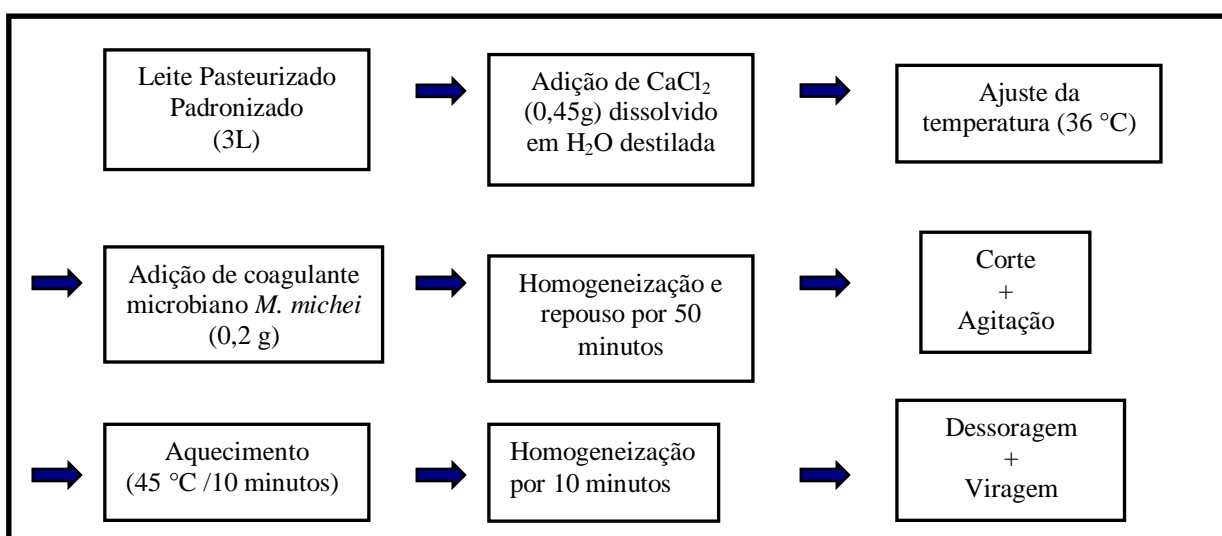 Leite Pasteurizado
Padronizado
(3L)
Adição de CaCl₂
(0,45g) dissolvido
em H₂O destilada
Ajuste da
temperatura (36 °C)
Adição de coagulante
microbiano M. michei
(0,2 g)
Homogeneização e
repouso por 50
minutos
Corte
+
Agitação
Aquecimento
(45 °C /10 minutos)
Homogeneização
por 10 minutos
Dessoragem
+
Viragem